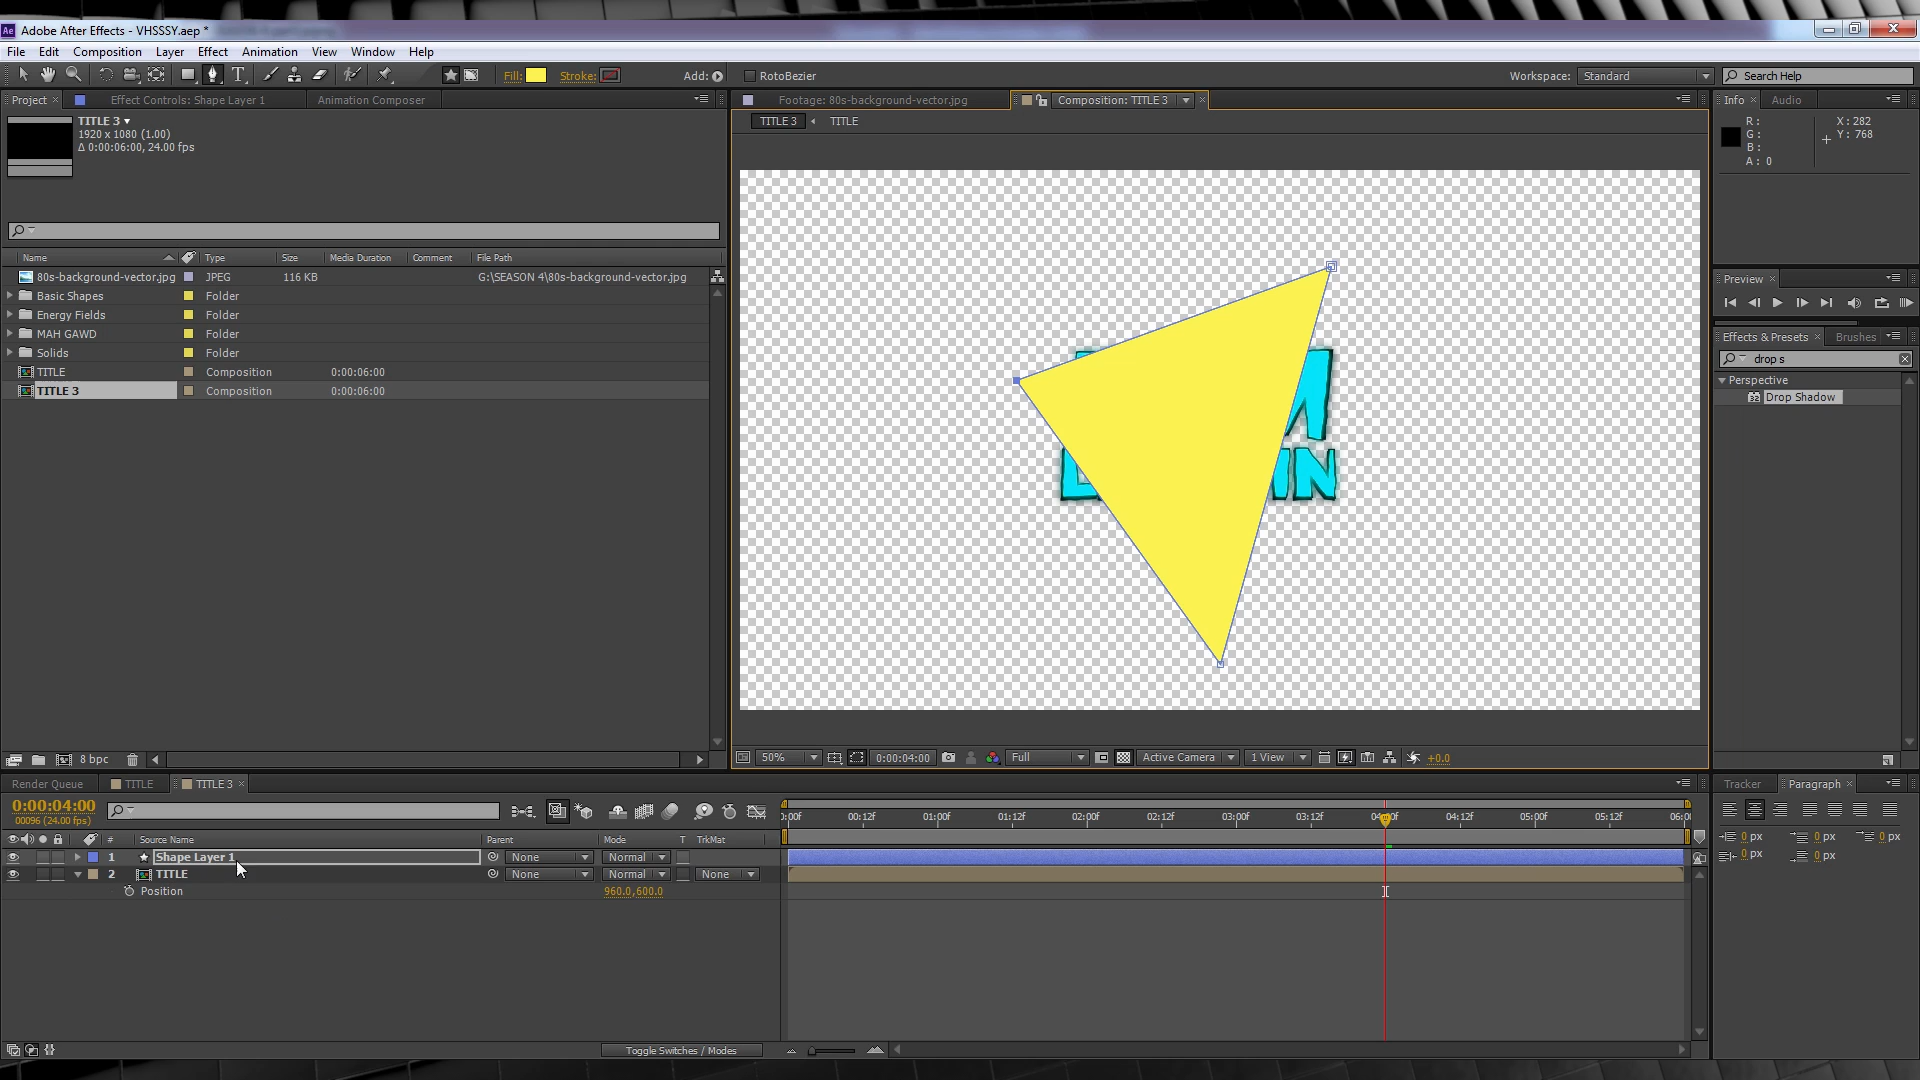 Ae Adobe After Effects - VHSSSY.aep *
File Edit Composition Layer Effect Animation View Window Help
T Fill: Stroke: Add: RotoBezier Workspace: Standard Search Help
Project Effect Controls: Shape Layer 1 Animation Composer Footage: 80s-background-vector.jpg Composition: TITLE 3 Info Audio
TITLE 3
1920 x 1080 (1.00)
Δ 0:00:06:00, 24.00 fps
TITLE 3 TITLE
R :
G :
B :
A : 0
X : 282
Y : 768
Name Type Size Media Duration Comment File Path
80s-background-vector.jpg JPEG 116 KB G:\SEASON 4\80s-background-vector.jpg
Basic Shapes Folder
Energy Fields Folder
MAH GAWD Folder
Solids Folder
TITLE Composition 0:00:06:00
TITLE 3 Composition 0:00:06:00
IN
Preview
Effects & Presets Brushes
drop s
Perspective
32 Drop Shadow
8 bpc
50% 0:00:04:00 Full Active Camera 1 View +0.0
Render Queue TITLE TITLE 3
Tracker Paragraph
0:00:04:00
00096 (24.00 fps)
0:00f 00:12f 01:00f 01:12f 02:00f 02:12f 03:00f 03:12f 04:00f 04:12f 05:00f 05:12f 06:00
# Source Name Parent Mode T TrkMat
1 Shape Layer 1 None Normal
2 TITLE None Normal None
Position 960.0,600.0
0 px 0 px 0 px
0 px 0 px
Toggle Switches / Modes